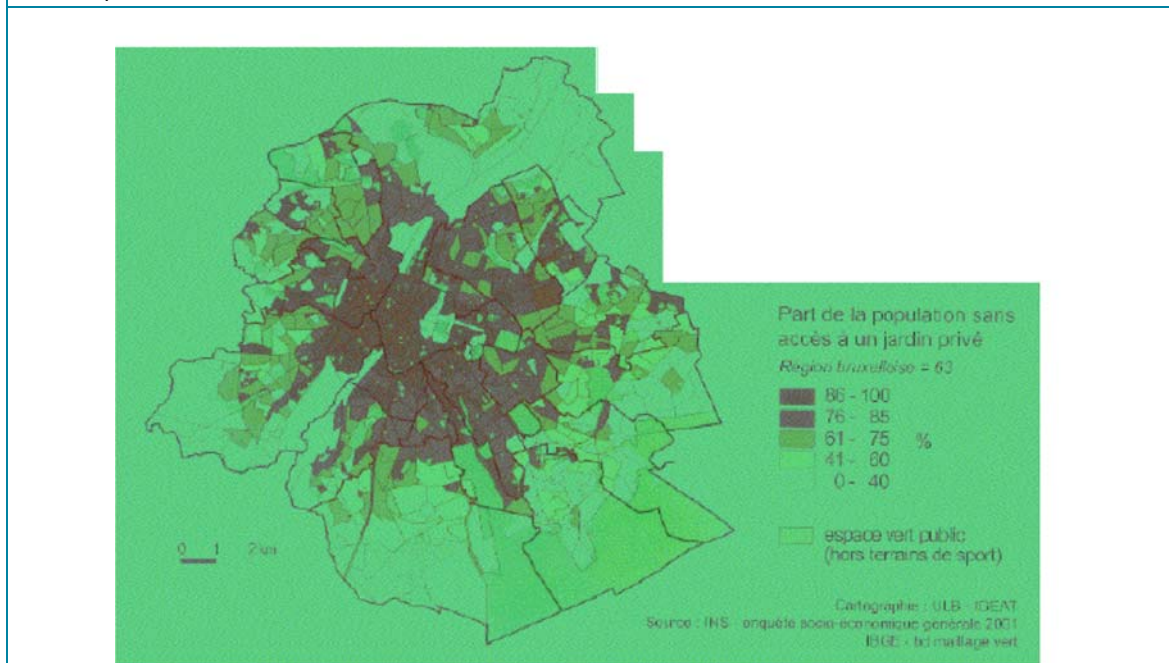 Part de la population sans
accès à un jardin privé
Région bruxelloise = 63
86 - 100
76 - 85
61 - 75 %
41 - 60
0 - 40
espace vert public
(hors terrains de sport)
0 1 2 km
Cartographie : ULB - IGEAT
Source : INS - enquête socio-économique générale 2001
IBGE - bd maillage vert